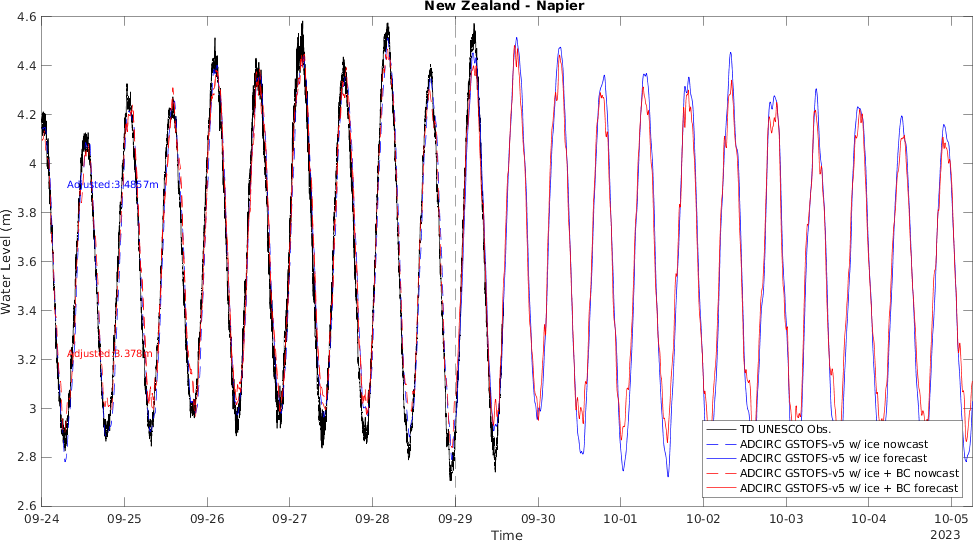 New Zealand - Napier
4.6
4.4
4.2
4
3.8
3.6
3.4
3.2
3
2.8
2.6
Water Level (m)
Adjusted:3.4857m
Adjusted:3.378m
TD UNESCO Obs.
ADCIRC GSTOFS-v5 w/ ice nowcast
ADCIRC GSTOFS-v5 w/ ice forecast
ADCIRC GSTOFS-v5 w/ ice + BC nowcast
ADCIRC GSTOFS-v5 w/ ice + BC forecast
09-24 09-25 09-26 09-27 09-28 09-29 09-30 10-01 10-02 10-03 10-04 10-05
2023
Time